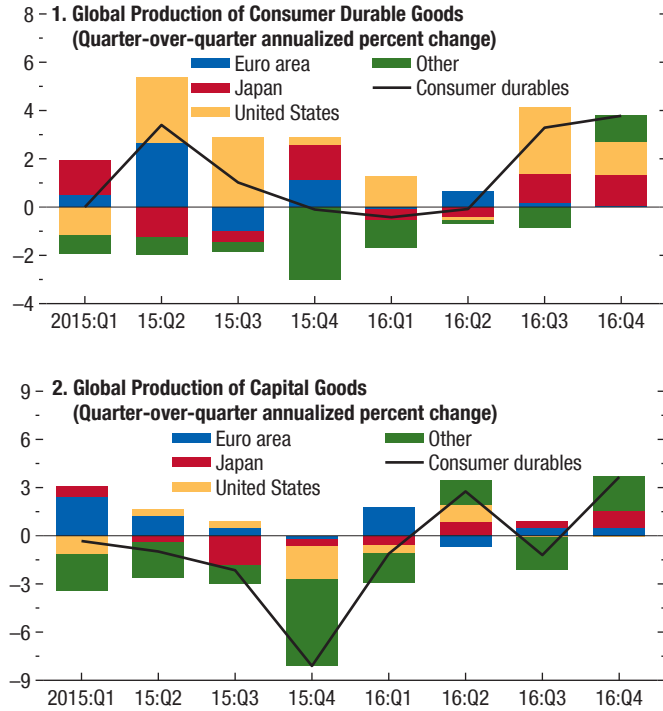 1. Global Production of Consumer Durable Goods
(Quarter-over-quarter annualized percent change)
Euro area
Other
Japan
Consumer durables
United States
8
6
4
2
0
–2
–4
2015:Q1 15:Q2 15:Q3 15:Q4 16:Q1 16:Q2 16:Q3 16:Q4
2. Global Production of Capital Goods
(Quarter-over-quarter annualized percent change)
Euro area
Other
Japan
Consumer durables
United States
9
6
3
0
–3
–6
–9
2015:Q1 15:Q2 15:Q3 15:Q4 16:Q1 16:Q2 16:Q3 16:Q4